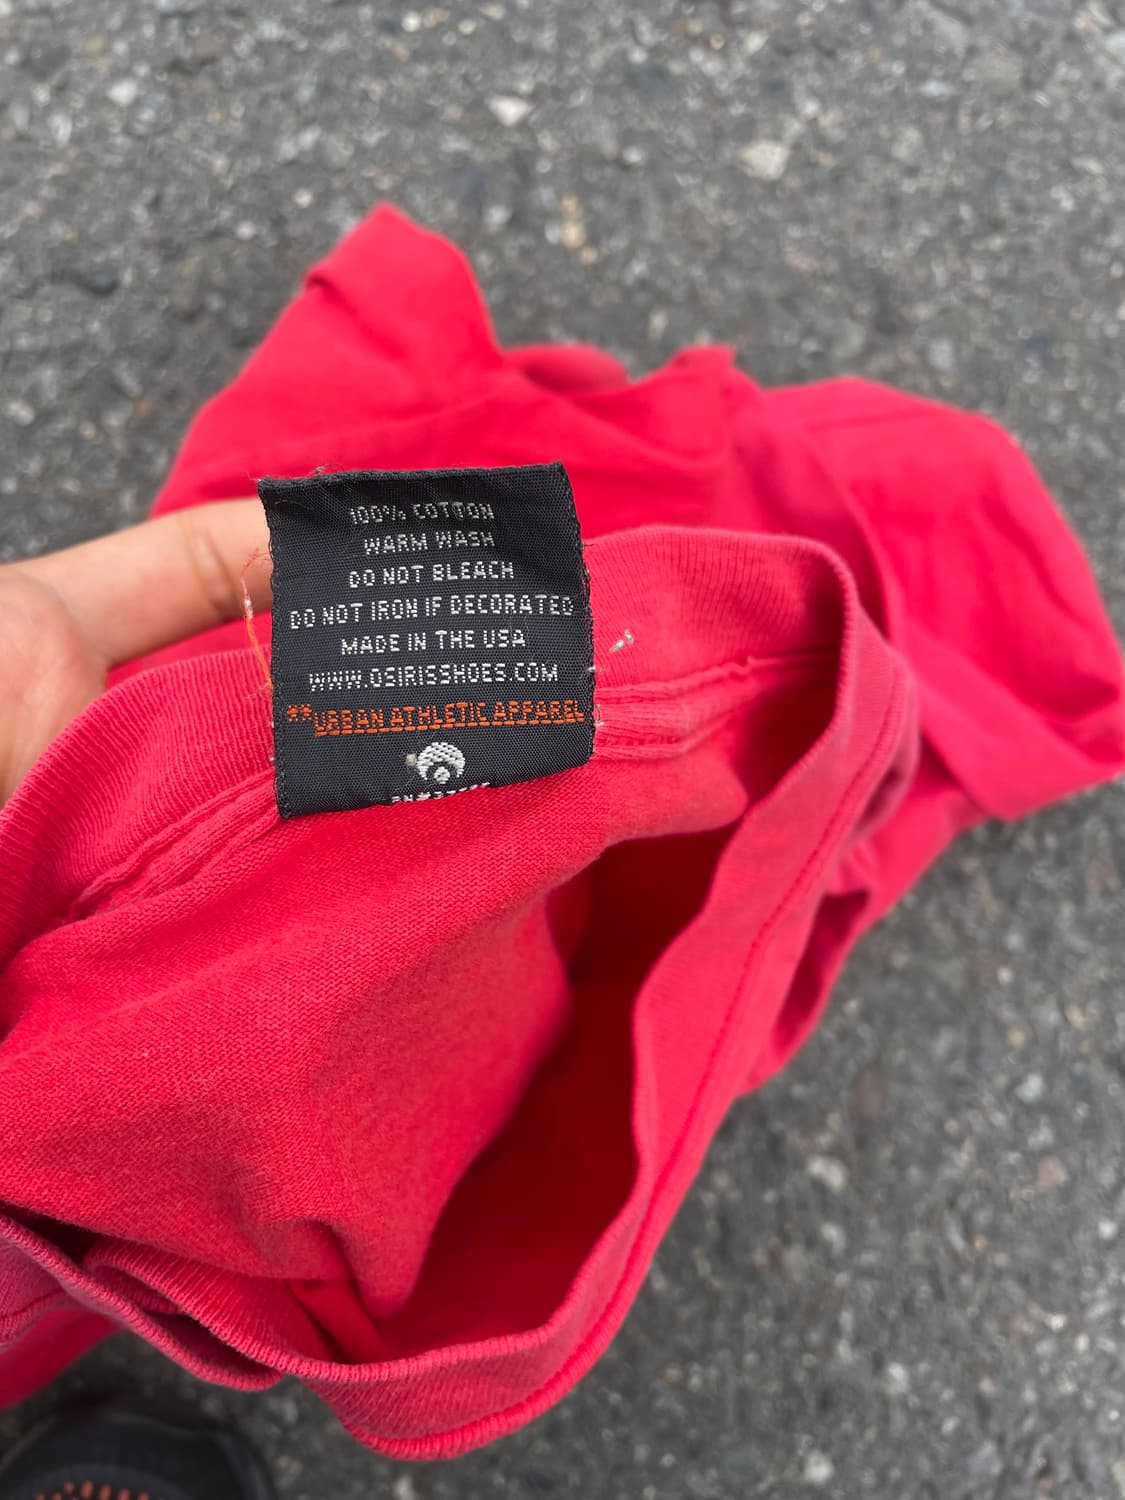 100% COTTON
WARM WASH
DO NOT BLEACH
DO NOT IRON IF DECORATED
MADE IN THE USA
WWW.OSIRISSHOES.COM
**URBAN ATHLETIC APPAREL